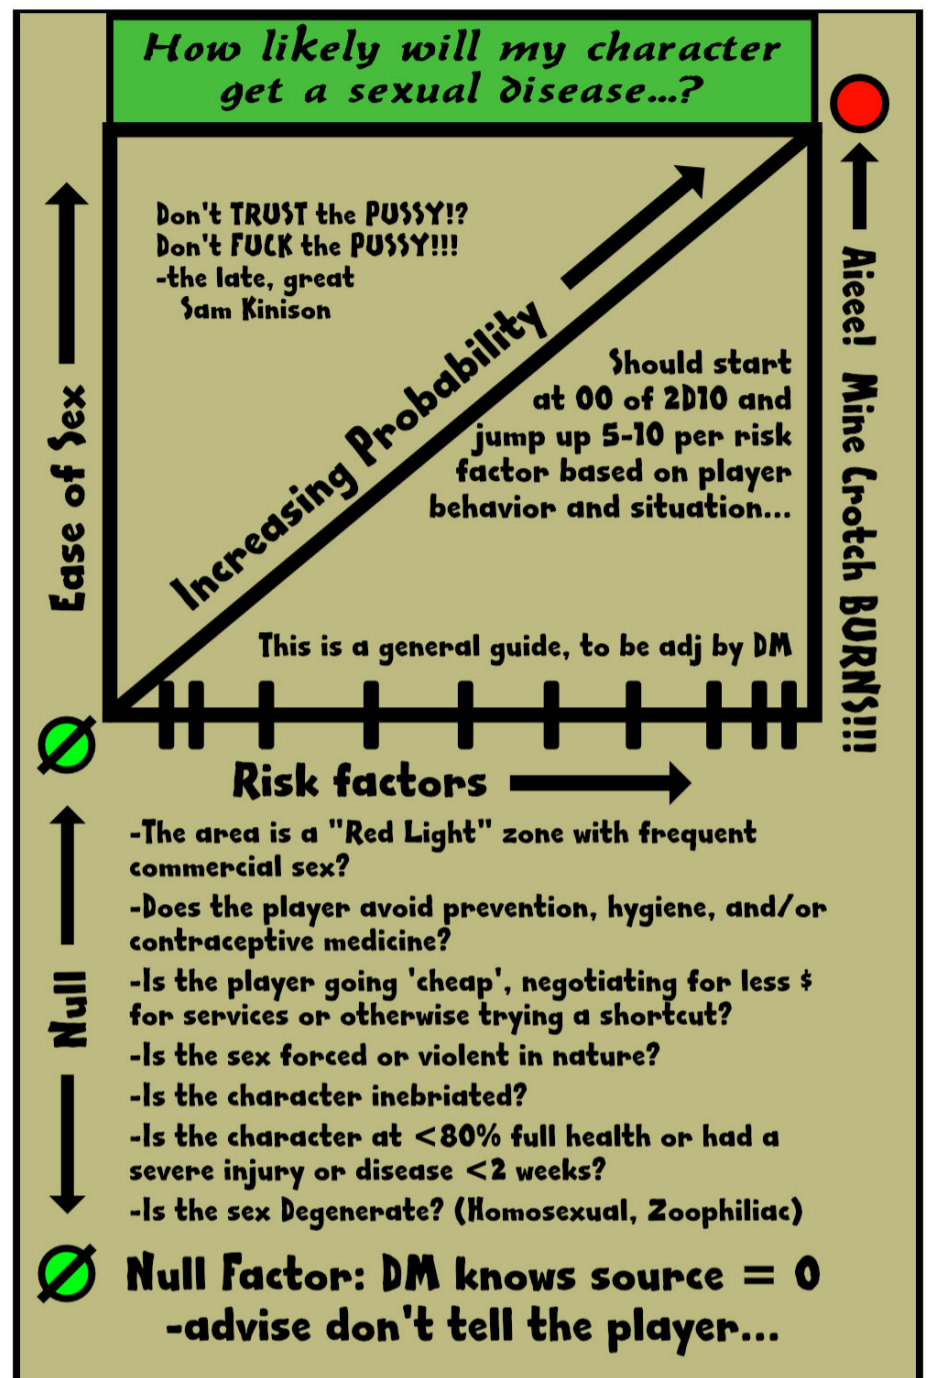 How likely will my character
get a sexual disease...?
Don't TRUST the PUSSY!?
Don't FUCK the PUSSY!!!
-the late, great
Sam Kinison
Increasing Probability
Should start
at 00 of 2D10 and
jump up 5-10 per risk
factor based on player
behavior and situation...
This is a general guide, to be adj by DM
Ease of Sex
Aieee! Mine Crotch BURNS!!!
Risk factors
-The area is a "Red Light" zone with frequent
commercial sex?
-Does the player avoid prevention, hygiene, and/or
contraceptive medicine?
-Is the player going 'cheap', negotiating for less $
for services or otherwise trying a shortcut?
-Is the sex forced or violent in nature?
-Is the character inebriated?
-Is the character at <80% full health or had a
severe injury or disease <2 weeks?
-Is the sex Degenerate? (Homosexual, Zoophiliac)
Null
Null Factor: DM knows source = 0
-advise don't tell the player...